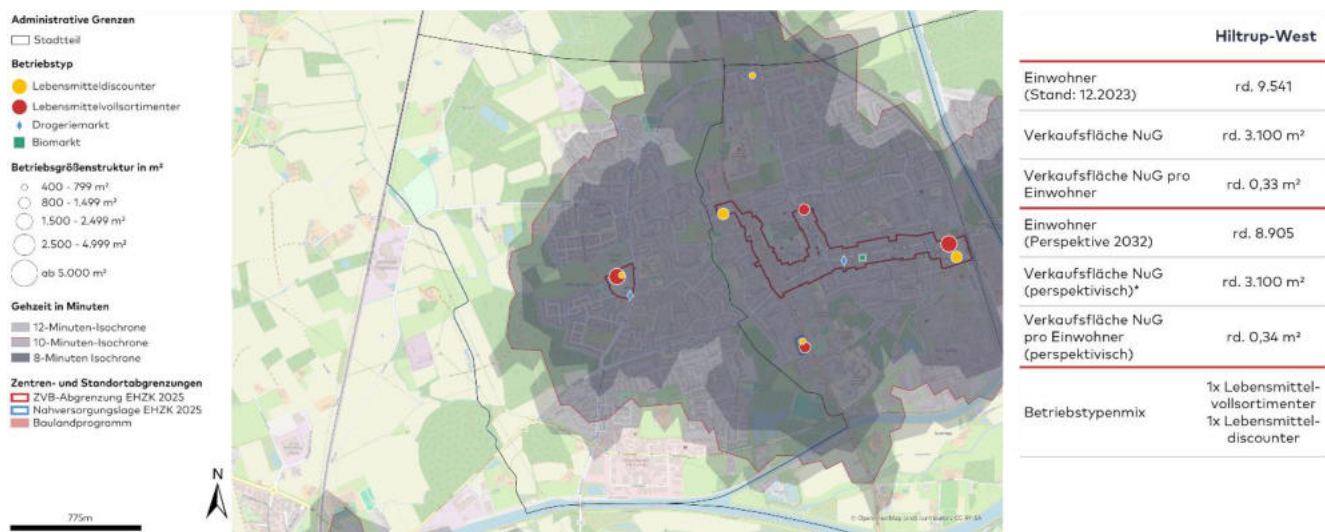 Administrative Grenzen
Stadtteil
Betriebstyp
Lebensmitteldiscounter
Lebensmittelvollsortimenter
Drogeriemarkt
Biomarkt
Betriebsgrößenstruktur in m²
400 - 799 m²
800 - 1.499 m²
1.500 - 2.499 m²
2.500 - 4.999 m²
ab 5.000 m²
Gehzeit in Minuten
12-Minuten-Isochrone
10-Minuten-Isochrone
8-Minuten Isochrone
Zentren- und Standortabgrenzungen
ZVB-Abgrenzung EHZK 2025
Nahversorgungslage EHZK 2025
Baulandprogramm
N
775m
Hiltrup-West
Einwohner
(Stand: 12.2023)
rd. 9.541
Verkaufsfläche NuG
rd. 3.100 m²
Verkaufsfläche NuG pro
Einwohner
rd. 0,33 m²
Einwohner
(Perspektive 2032)
rd. 8.905
Verkaufsfläche NuG
(perspektivisch)*
rd. 3.100 m²
Verkaufsfläche NuG
pro Einwohner
(perspektivisch)
rd. 0,34 m²
Betriebstypenmix
1x Lebensmittel-
vollsortimenter
1x Lebensmittel-
discounter